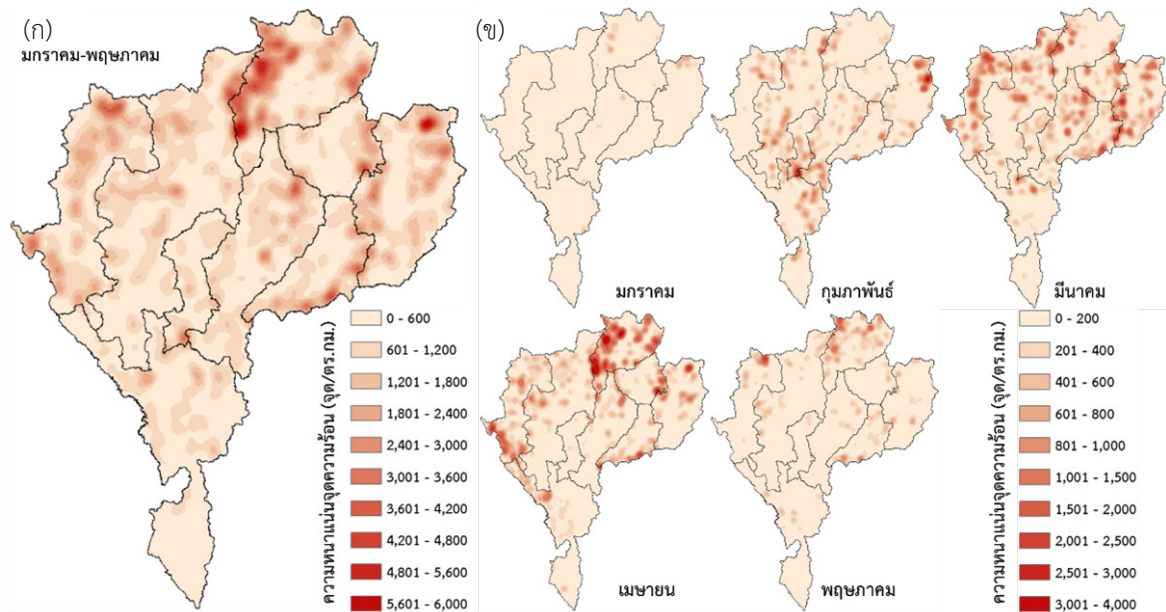 (ก)
มกราคม-พฤษภาคม
ความหนาแน่นจุดความร้อน (จุด/ตร.กม.)
0 - 600
601 - 1,200
1,201 - 1,800
1,801 - 2,400
2,401 - 3,000
3,001 - 3,600
3,601 - 4,200
4,201 - 4,800
4,801 - 5,600
5,601 - 6,000
(ข)
มกราคม
กุมภาพันธ์
มีนาคม
เมษายน
พฤษภาคม
ความหนาแน่นจุดความร้อน (จุด/ตร.กม.)
0 - 200
201 - 400
401 - 600
601 - 800
801 - 1,000
1,001 - 1,500
1,501 - 2,000
2,001 - 2,500
2,501 - 3,000
3,001 - 4,000